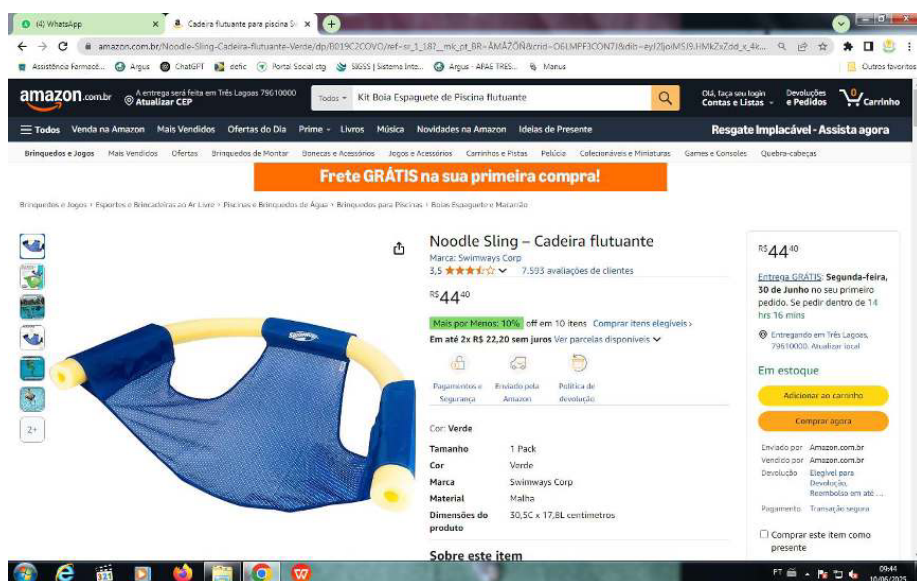 (4) WhatsApp
Cadeira flutuante para piscina S
amazon.com.br/Noodle-Sling-Cadeira-flutuante-Verde/dp/B019C2COVO/
Assistência Farmacê...
Argus
ChatGPT
defic
Portal Social ctg
SIGSS | Sistema Inte...
Argus - APAE TRES...
Manus
Outros favoritos
amazon.com.br
A entrega será feita em Três Lagoas 79610000
Atualizar CEP
Todos
Kit Boia Espaguete de Piscina flutuante
Olá, faça seu login
Contas e Listas
Devoluções
e Pedidos
0
Carrinho
Todos
Venda na Amazon
Mais Vendidos
Ofertas do Dia
Prime
Livros
Música
Novidades na Amazon
Ideias de Presente
Resgate Implacável - Assista agora
Brinquedos e Jogos
Mais Vendidos
Ofertas
Brinquedos de Montar
Bonecas e Acessórios
Jogos e Acessórios
Carrinhos e Pistas
Pelúcia
Colecionáveis e Miniaturas
Games e Consoles
Quebra-cabeças
Frete GRÁTIS na sua primeira compra!
Brinquedos e Jogos › Esportes e Brincadeiras ao Ar Livre › Piscinas e Brinquedos de Água › Brinquedos para Piscinas › Boias Espaguete e Macarrão
2+
Noodle Sling – Cadeira flutuante
Marca: Swimways Corp
3,5
7.593 avaliações de clientes
R$4440
Mais por Menos: 10% off em 10 itens Comprar itens elegíveis ›
Em até 2x R$ 22,20 sem juros Ver parcelas disponíveis
Pagamentos e
Segurança
Enviado pela
Amazon
Política de
devolução
Cor: Verde
Tamanho 1 Pack
Cor Verde
Marca Swimways Corp
Material Malha
Dimensões do
produto
30,5C x 17,8L centímetros
Sobre este item
R$4440
Entrega GRÁTIS: Segunda-feira,
30 de Junho no seu primeiro
pedido. Se pedir dentro de 14
hrs 16 mins
Entregando em Três Lagoas,
79610000. Atualizar local
Em estoque
Adicionar ao carrinho
Comprar agora
Enviado por Amazon.com.br
Vendido por Amazon.com.br
Devolução Elegível para
Devolução,
Reembolso em até ...
Pagamento Transação segura
Comprar este item como
presente
321
PT
09:44
10/06/2025